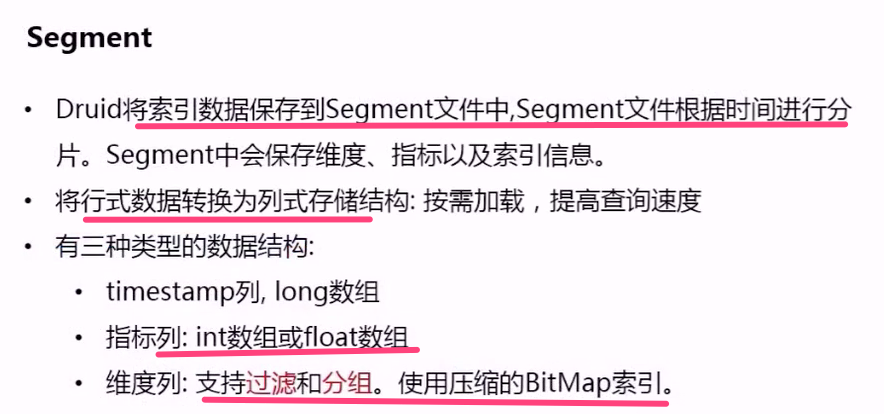 Segment
• Druid将索引数据保存到Segment文件中,Segment文件根据时间进行分
片。Segment中会保存维度、指标以及索引信息。
• 将行式数据转换为列式存储结构: 按需加载，提高查询速度
• 有三种类型的数据结构:
• timestamp列, long数组
• 指标列: int数组或float数组
• 维度列: 支持过滤和分组。使用压缩的BitMap索引。